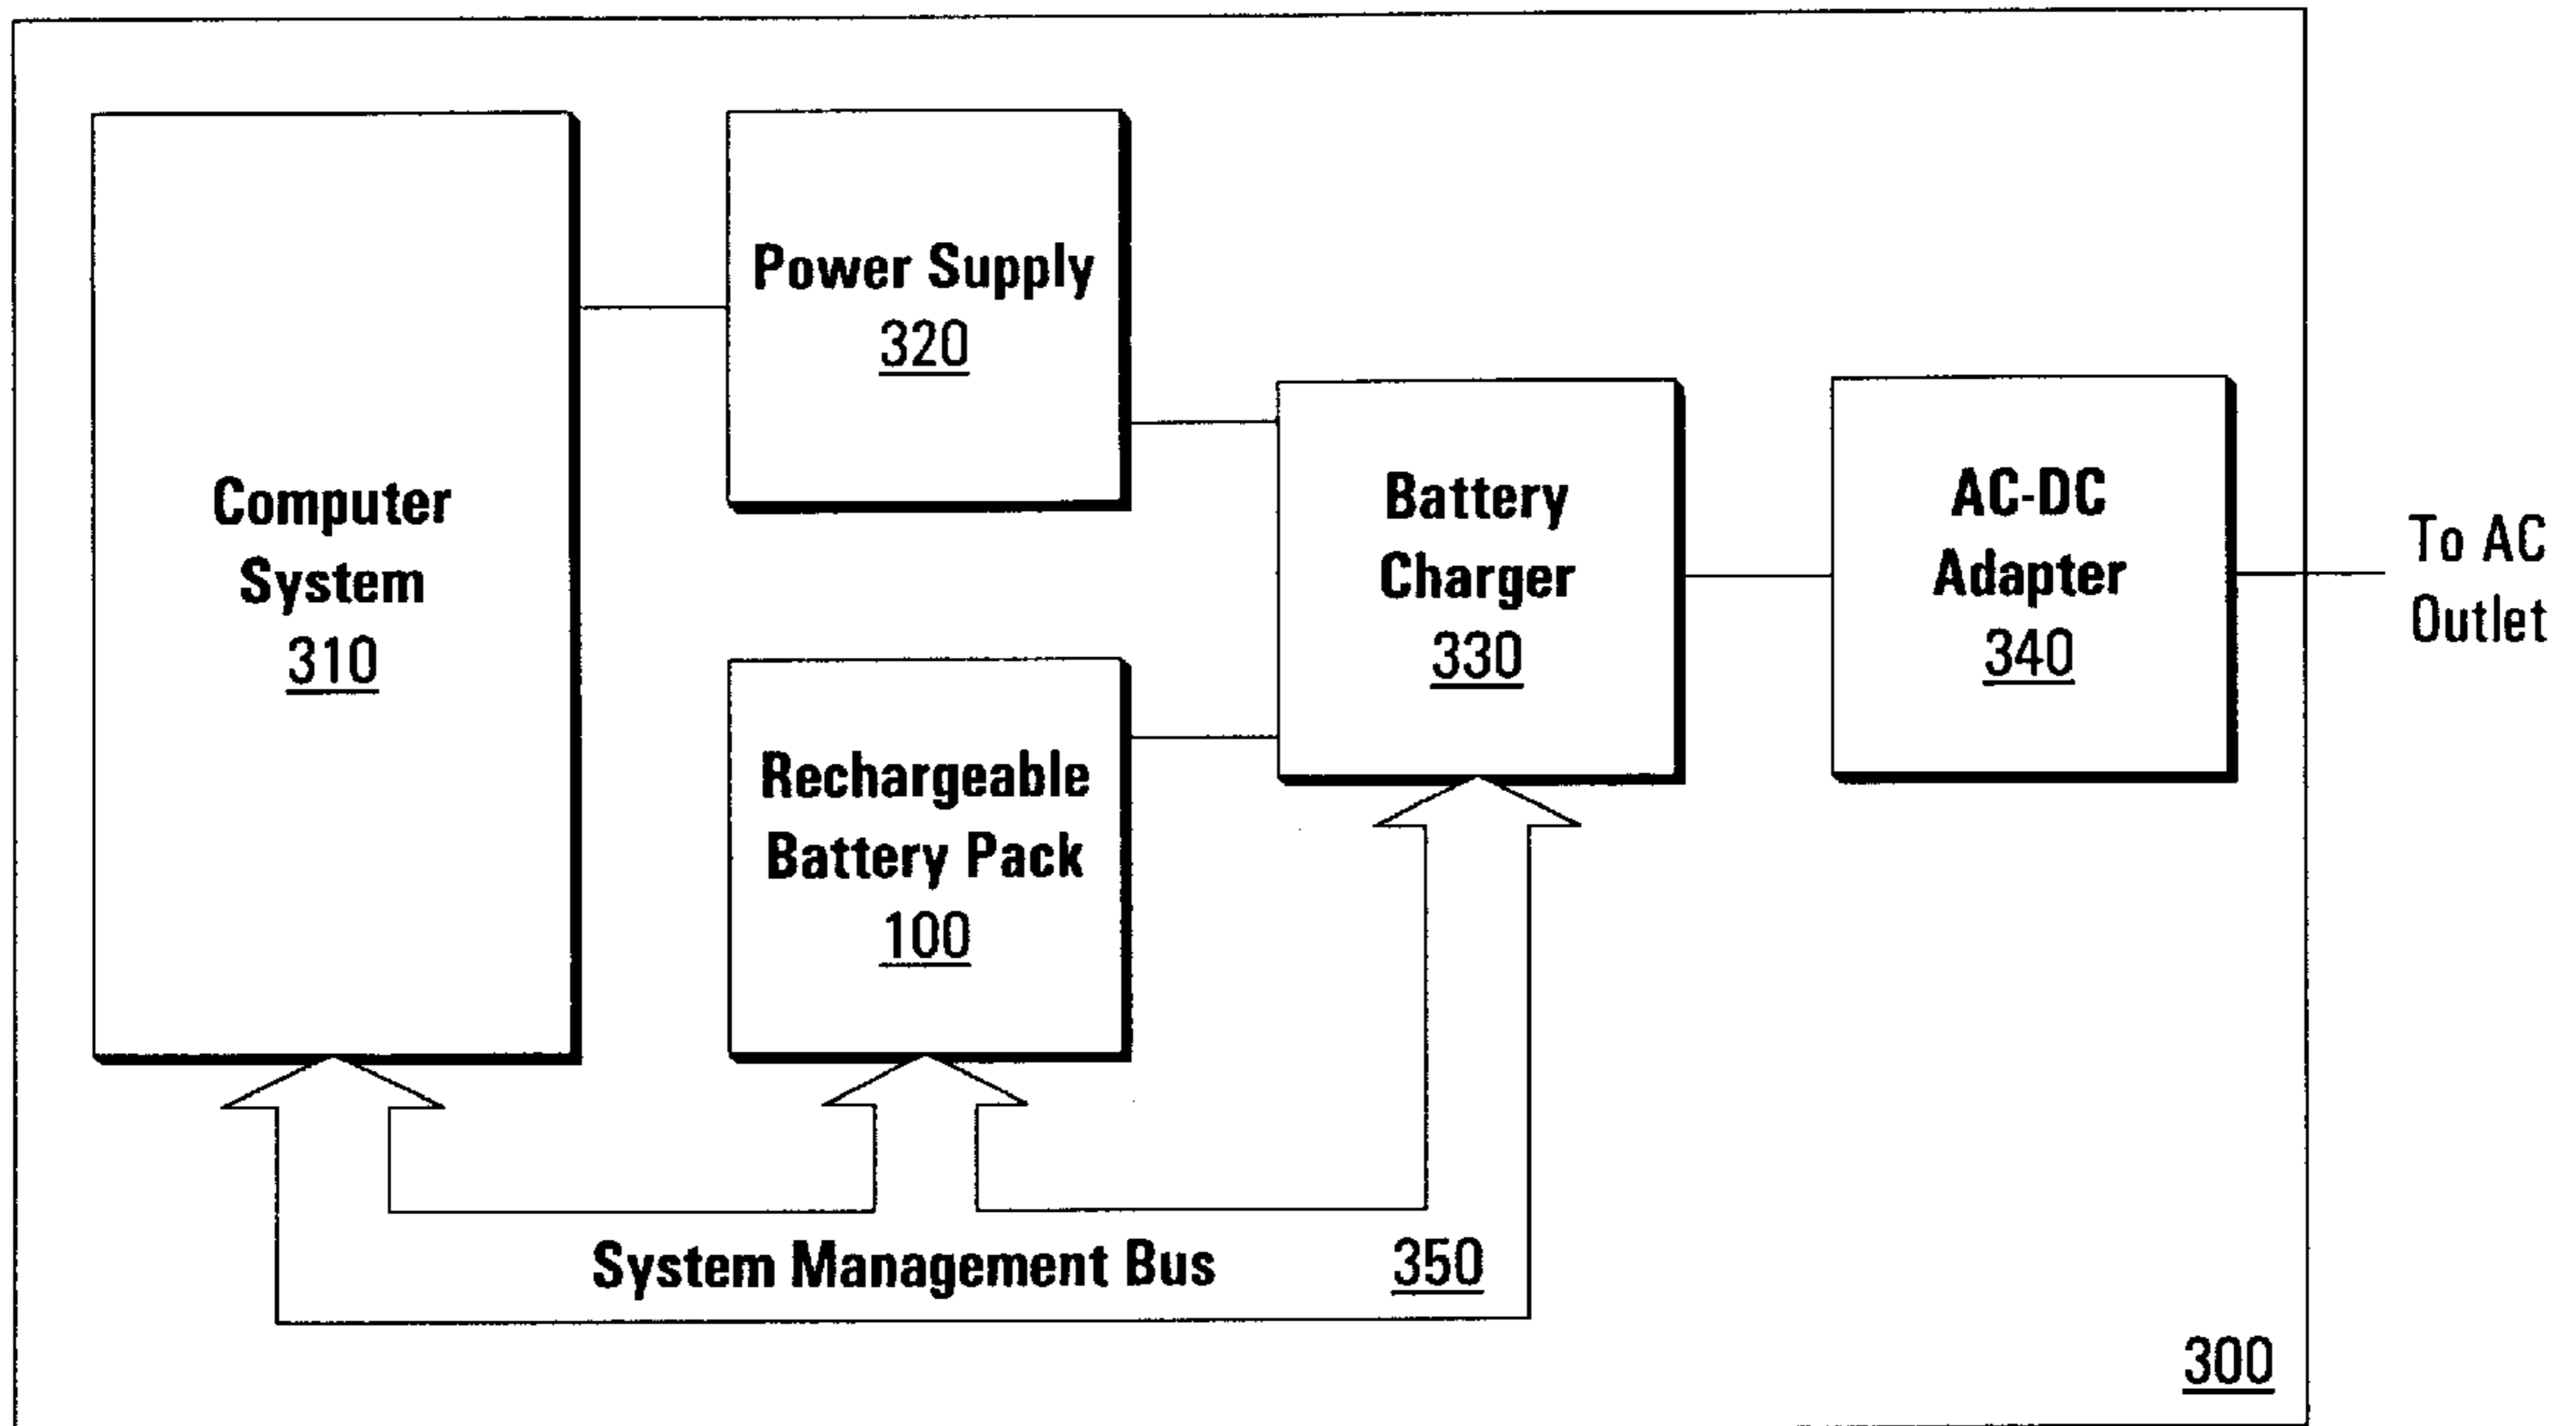 Computer
System
310
Power Supply
320
Rechargeable
Battery Pack
100
Battery
Charger
330
AC-DC
Adapter
340
To AC
Outlet
System Management Bus
350
300